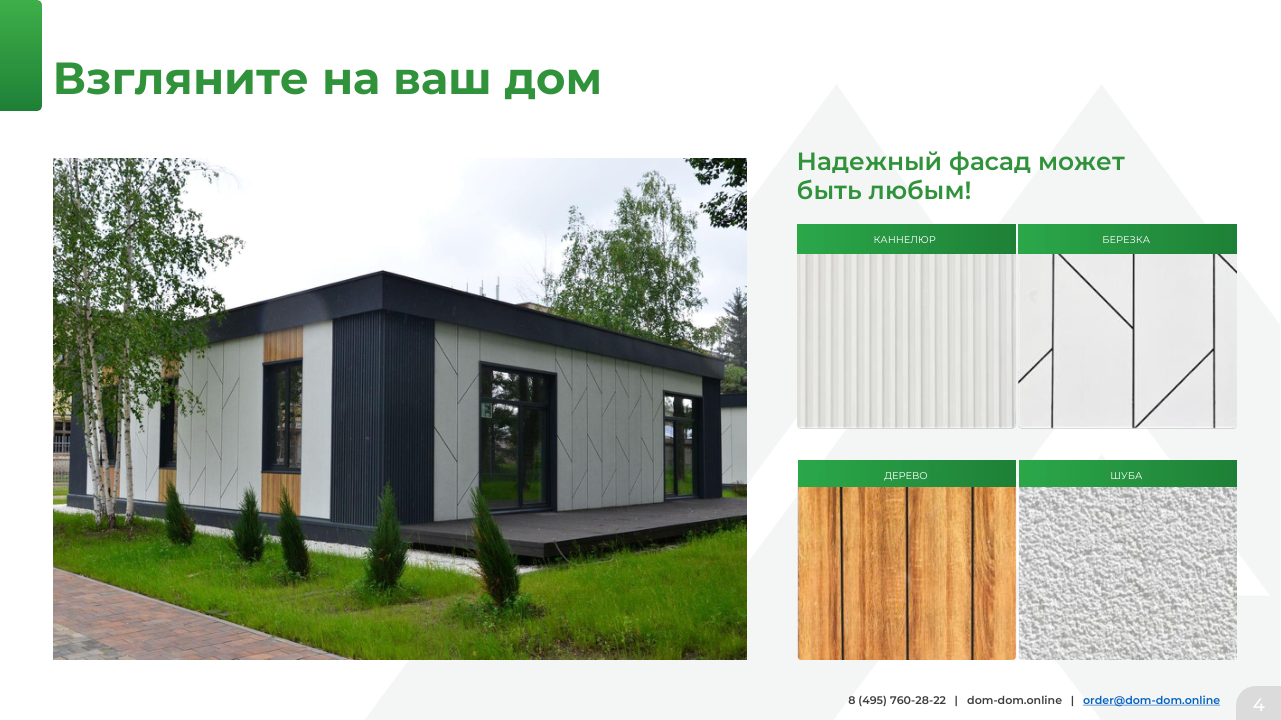 Взгляните на ваш дом
Надежный фасад может
быть любым!
КАННЕЛЮР
БЕРЕЗКА
ДЕРЕВО
ШУБА
8 (495) 760-28-22 | dom-dom.online | order@dom-dom.online
4